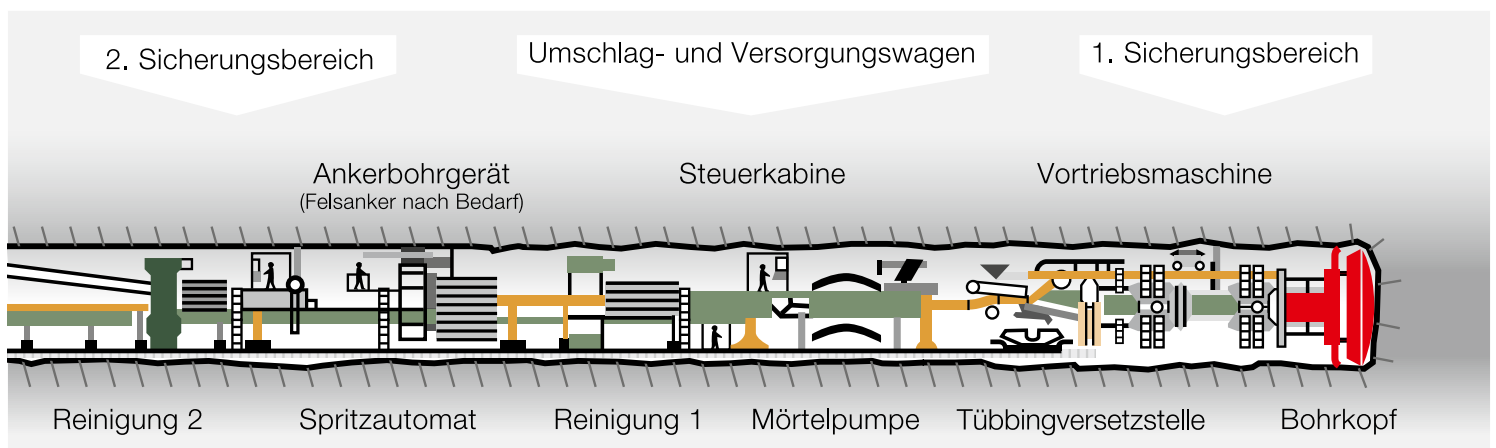 2. Sicherungsbereich
Umschlag- und Versorgungswagen
1. Sicherungsbereich
Ankerbohrgerät
(Felsanker nach Bedarf)
Steuerkabine
Vortriebsmaschine
Reinigung 2
Spritzautomat
Reinigung 1
Mörtelpumpe
Tübbingversetzstelle
Bohrkopf